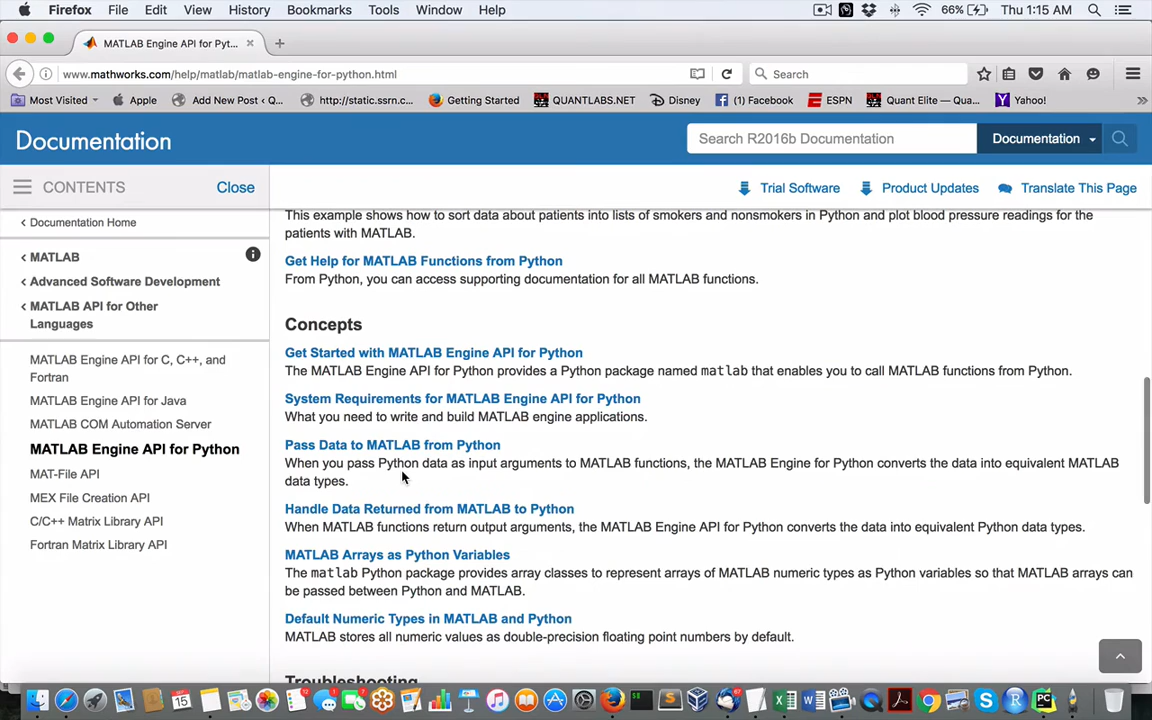 Firefox File Edit View History Bookmarks Tools Window Help 66% Thu 1:15 AM
MATLAB Engine API for Pyt...
www.mathworks.com/help/matlab/matlab-engine-for-python.html Search
Most Visited Apple Add New Post ‹ Q... http://static.ssrn.c... Getting Started QUANTLABS.NET Disney (1) Facebook ESPN Quant Elite — Qua... Yahoo!
Documentation Search R2016b Documentation Documentation
CONTENTS Close Trial Software Product Updates Translate This Page
Documentation Home
MATLAB
Advanced Software Development
MATLAB API for Other
Languages
MATLAB Engine API for C, C++, and
Fortran
MATLAB Engine API for Java
MATLAB COM Automation Server
MATLAB Engine API for Python
MAT-File API
MEX File Creation API
C/C++ Matrix Library API
Fortran Matrix Library API
This example shows how to sort data about patients into lists of smokers and nonsmokers in Python and plot blood pressure readings for the
patients with MATLAB.
Get Help for MATLAB Functions from Python
From Python, you can access supporting documentation for all MATLAB functions.
Concepts
Get Started with MATLAB Engine API for Python
The MATLAB Engine API for Python provides a Python package named matlab that enables you to call MATLAB functions from Python.
System Requirements for MATLAB Engine API for Python
What you need to write and build MATLAB engine applications.
Pass Data to MATLAB from Python
When you pass Python data as input arguments to MATLAB functions, the MATLAB Engine for Python converts the data into equivalent MATLAB
data types.
Handle Data Returned from MATLAB to Python
When MATLAB functions return output arguments, the MATLAB Engine API for Python converts the data into equivalent Python data types.
MATLAB Arrays as Python Variables
The matlab Python package provides array classes to represent arrays of MATLAB numeric types as Python variables so that MATLAB arrays can
be passed between Python and MATLAB.
Default Numeric Types in MATLAB and Python
MATLAB stores all numeric values as double-precision floating point numbers by default.
Troubleshooting